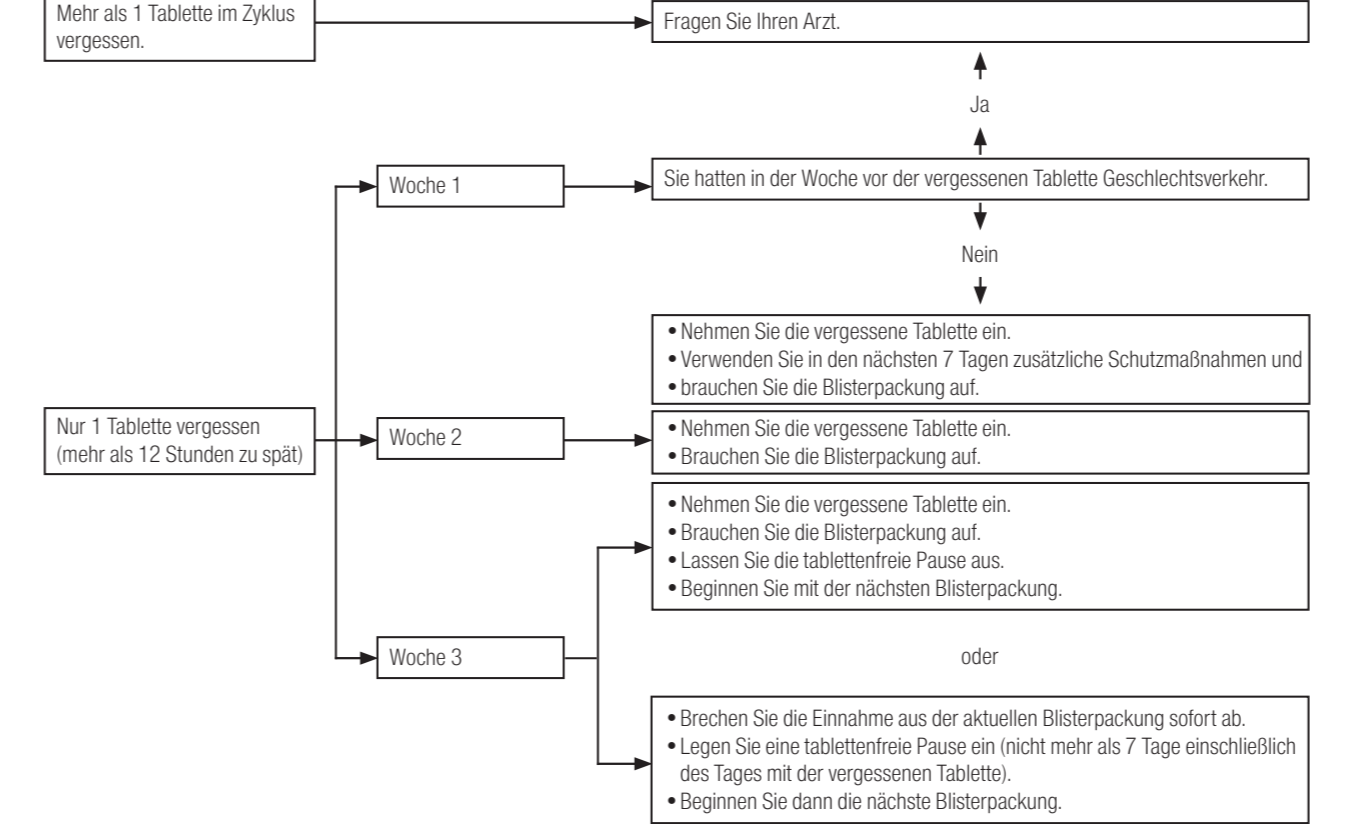 Mehr als 1 Tablette im Zyklus
vergessen.
Fragen Sie Ihren Arzt.
Ja
Woche 1
Sie hatten in der Woche vor der vergessenen Tablette Geschlechtsverkehr.
Nein
• Nehmen Sie die vergessene Tablette ein.
• Verwenden Sie in den nächsten 7 Tagen zusätzliche Schutzmaßnahmen und
• brauchen Sie die Blisterpackung auf.
Nur 1 Tablette vergessen
(mehr als 12 Stunden zu spät)
Woche 2
• Nehmen Sie die vergessene Tablette ein.
• Brauchen Sie die Blisterpackung auf.
• Nehmen Sie die vergessene Tablette ein.
• Brauchen Sie die Blisterpackung auf.
• Lassen Sie die tablettenfreie Pause aus.
• Beginnen Sie mit der nächsten Blisterpackung.
Woche 3
oder
• Brechen Sie die Einnahme aus der aktuellen Blisterpackung sofort ab.
• Legen Sie eine tablettenfreie Pause ein (nicht mehr als 7 Tage einschließlich
des Tages mit der vergessenen Tablette).
• Beginnen Sie dann die nächste Blisterpackung.